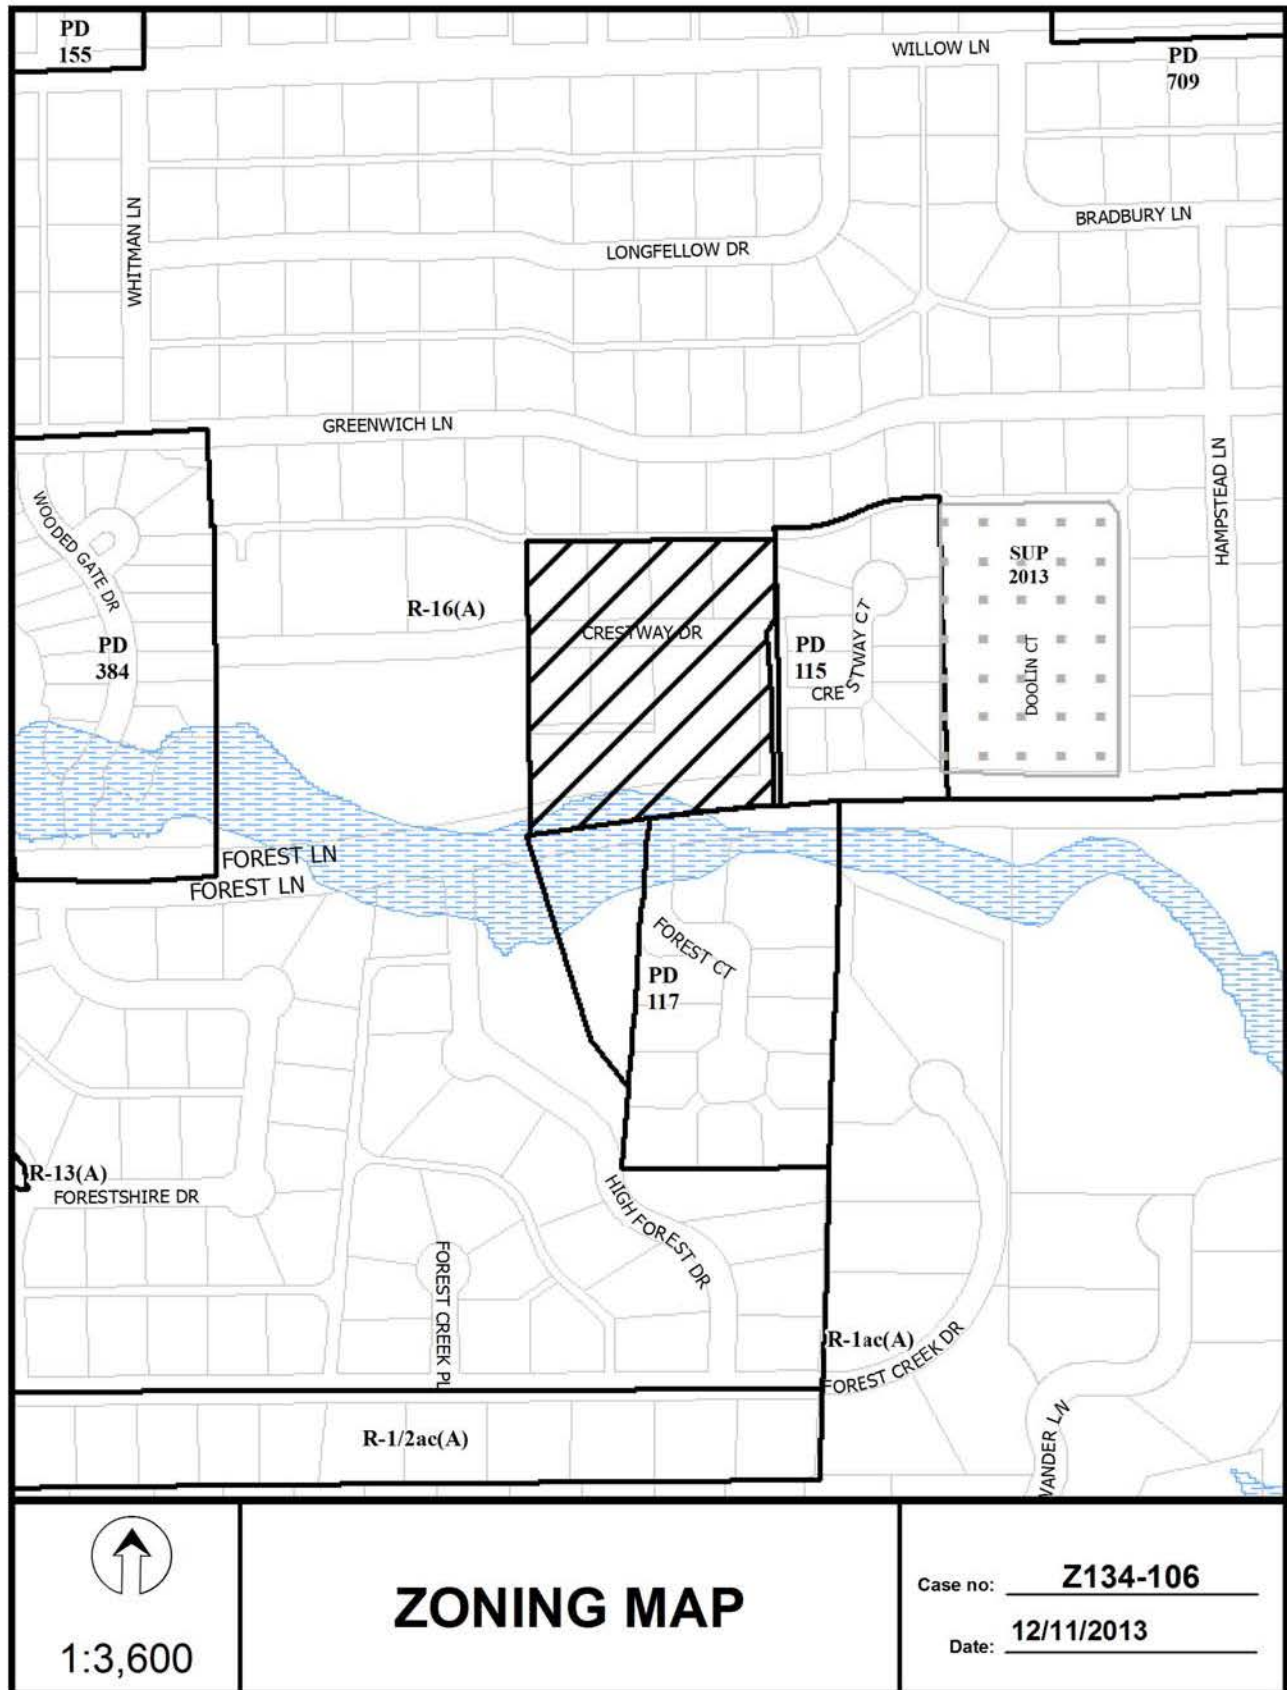 PD
155
WILLOW LN
PD
709
WHITMAN LN
BRADBURY LN
LONGFELLOW DR
GREENWICH LN
HAMPSTEAD LN
WOODED GATE DR
SUP
2013
R-16(A)
CRESTWAY DR
PD
384
PD
115
CRESTWAY CT
DOOLIN CT
FOREST LN
FOREST LN
FOREST CT
PD
117
R-13(A)
FORESTSHIRE DR
HIGH FOREST DR
FOREST CREEK PL
R-1ac(A)
FOREST CREEK DR
R-1/2ac(A)
VANDER LN
1:3,600
ZONING MAP
Case no: Z134-106
Date: 12/11/2013